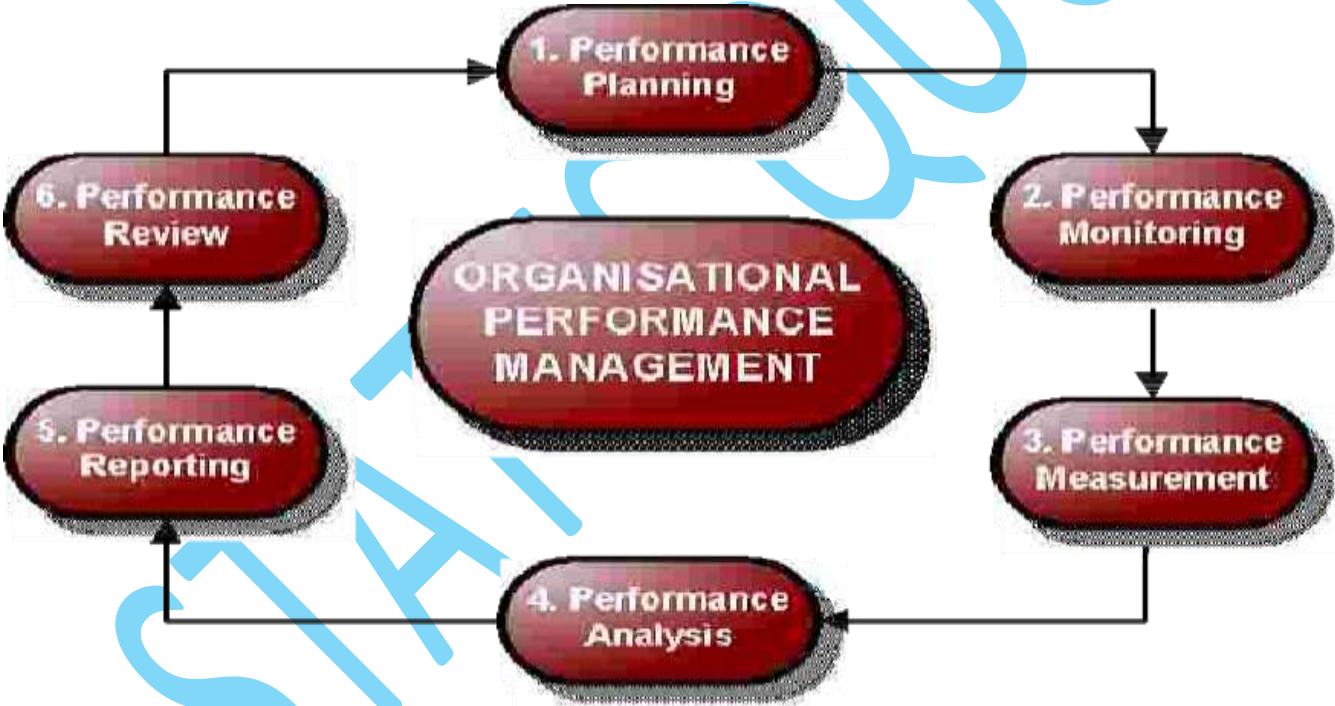 1. Performance
Planning
2. Performance
Monitoring
3. Performance
Measurement
4. Performance
Analysis
5. Performance
Reporting
6. Performance
Review
ORGANISATIONAL
PERFORMANCE
MANAGEMENT